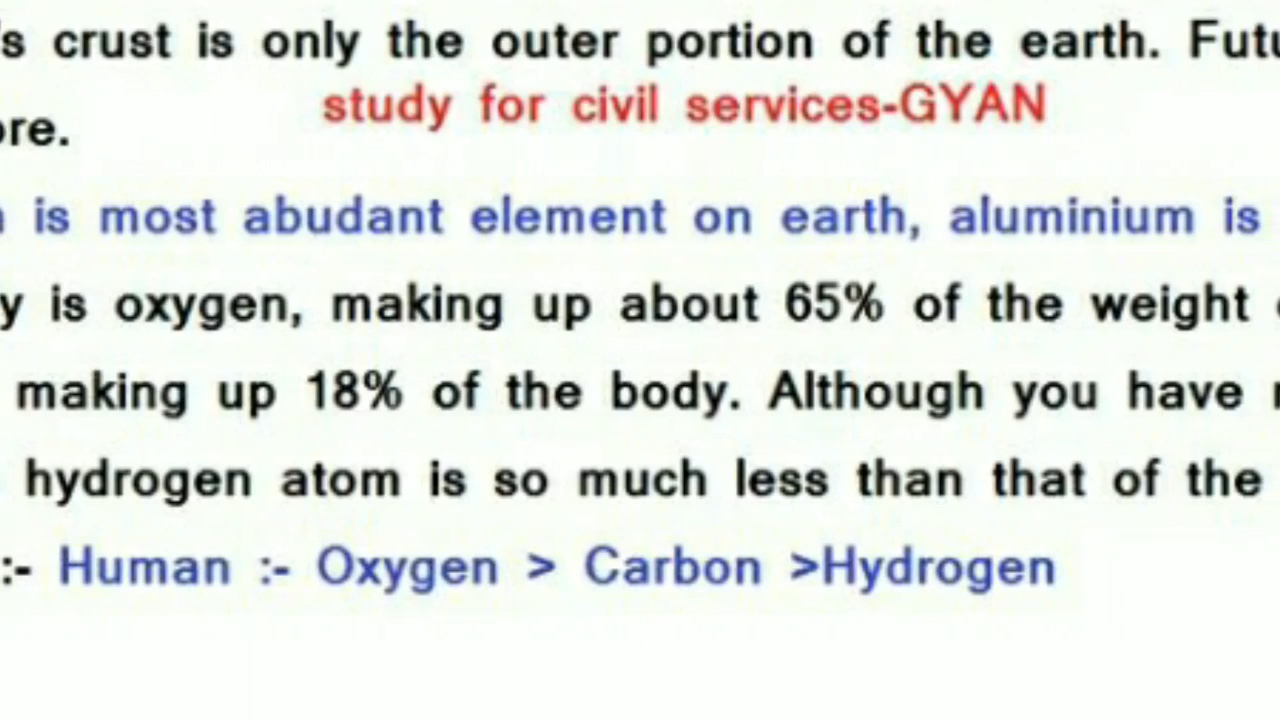 's crust is only the outer portion of the earth. Futu
study for civil services-GYAN
ore.
is most abudant element on earth, aluminium is
y is oxygen, making up about 65% of the weight
making up 18% of the body. Although you have
hydrogen atom is so much less than that of the
:- Human :- Oxygen > Carbon >Hydrogen